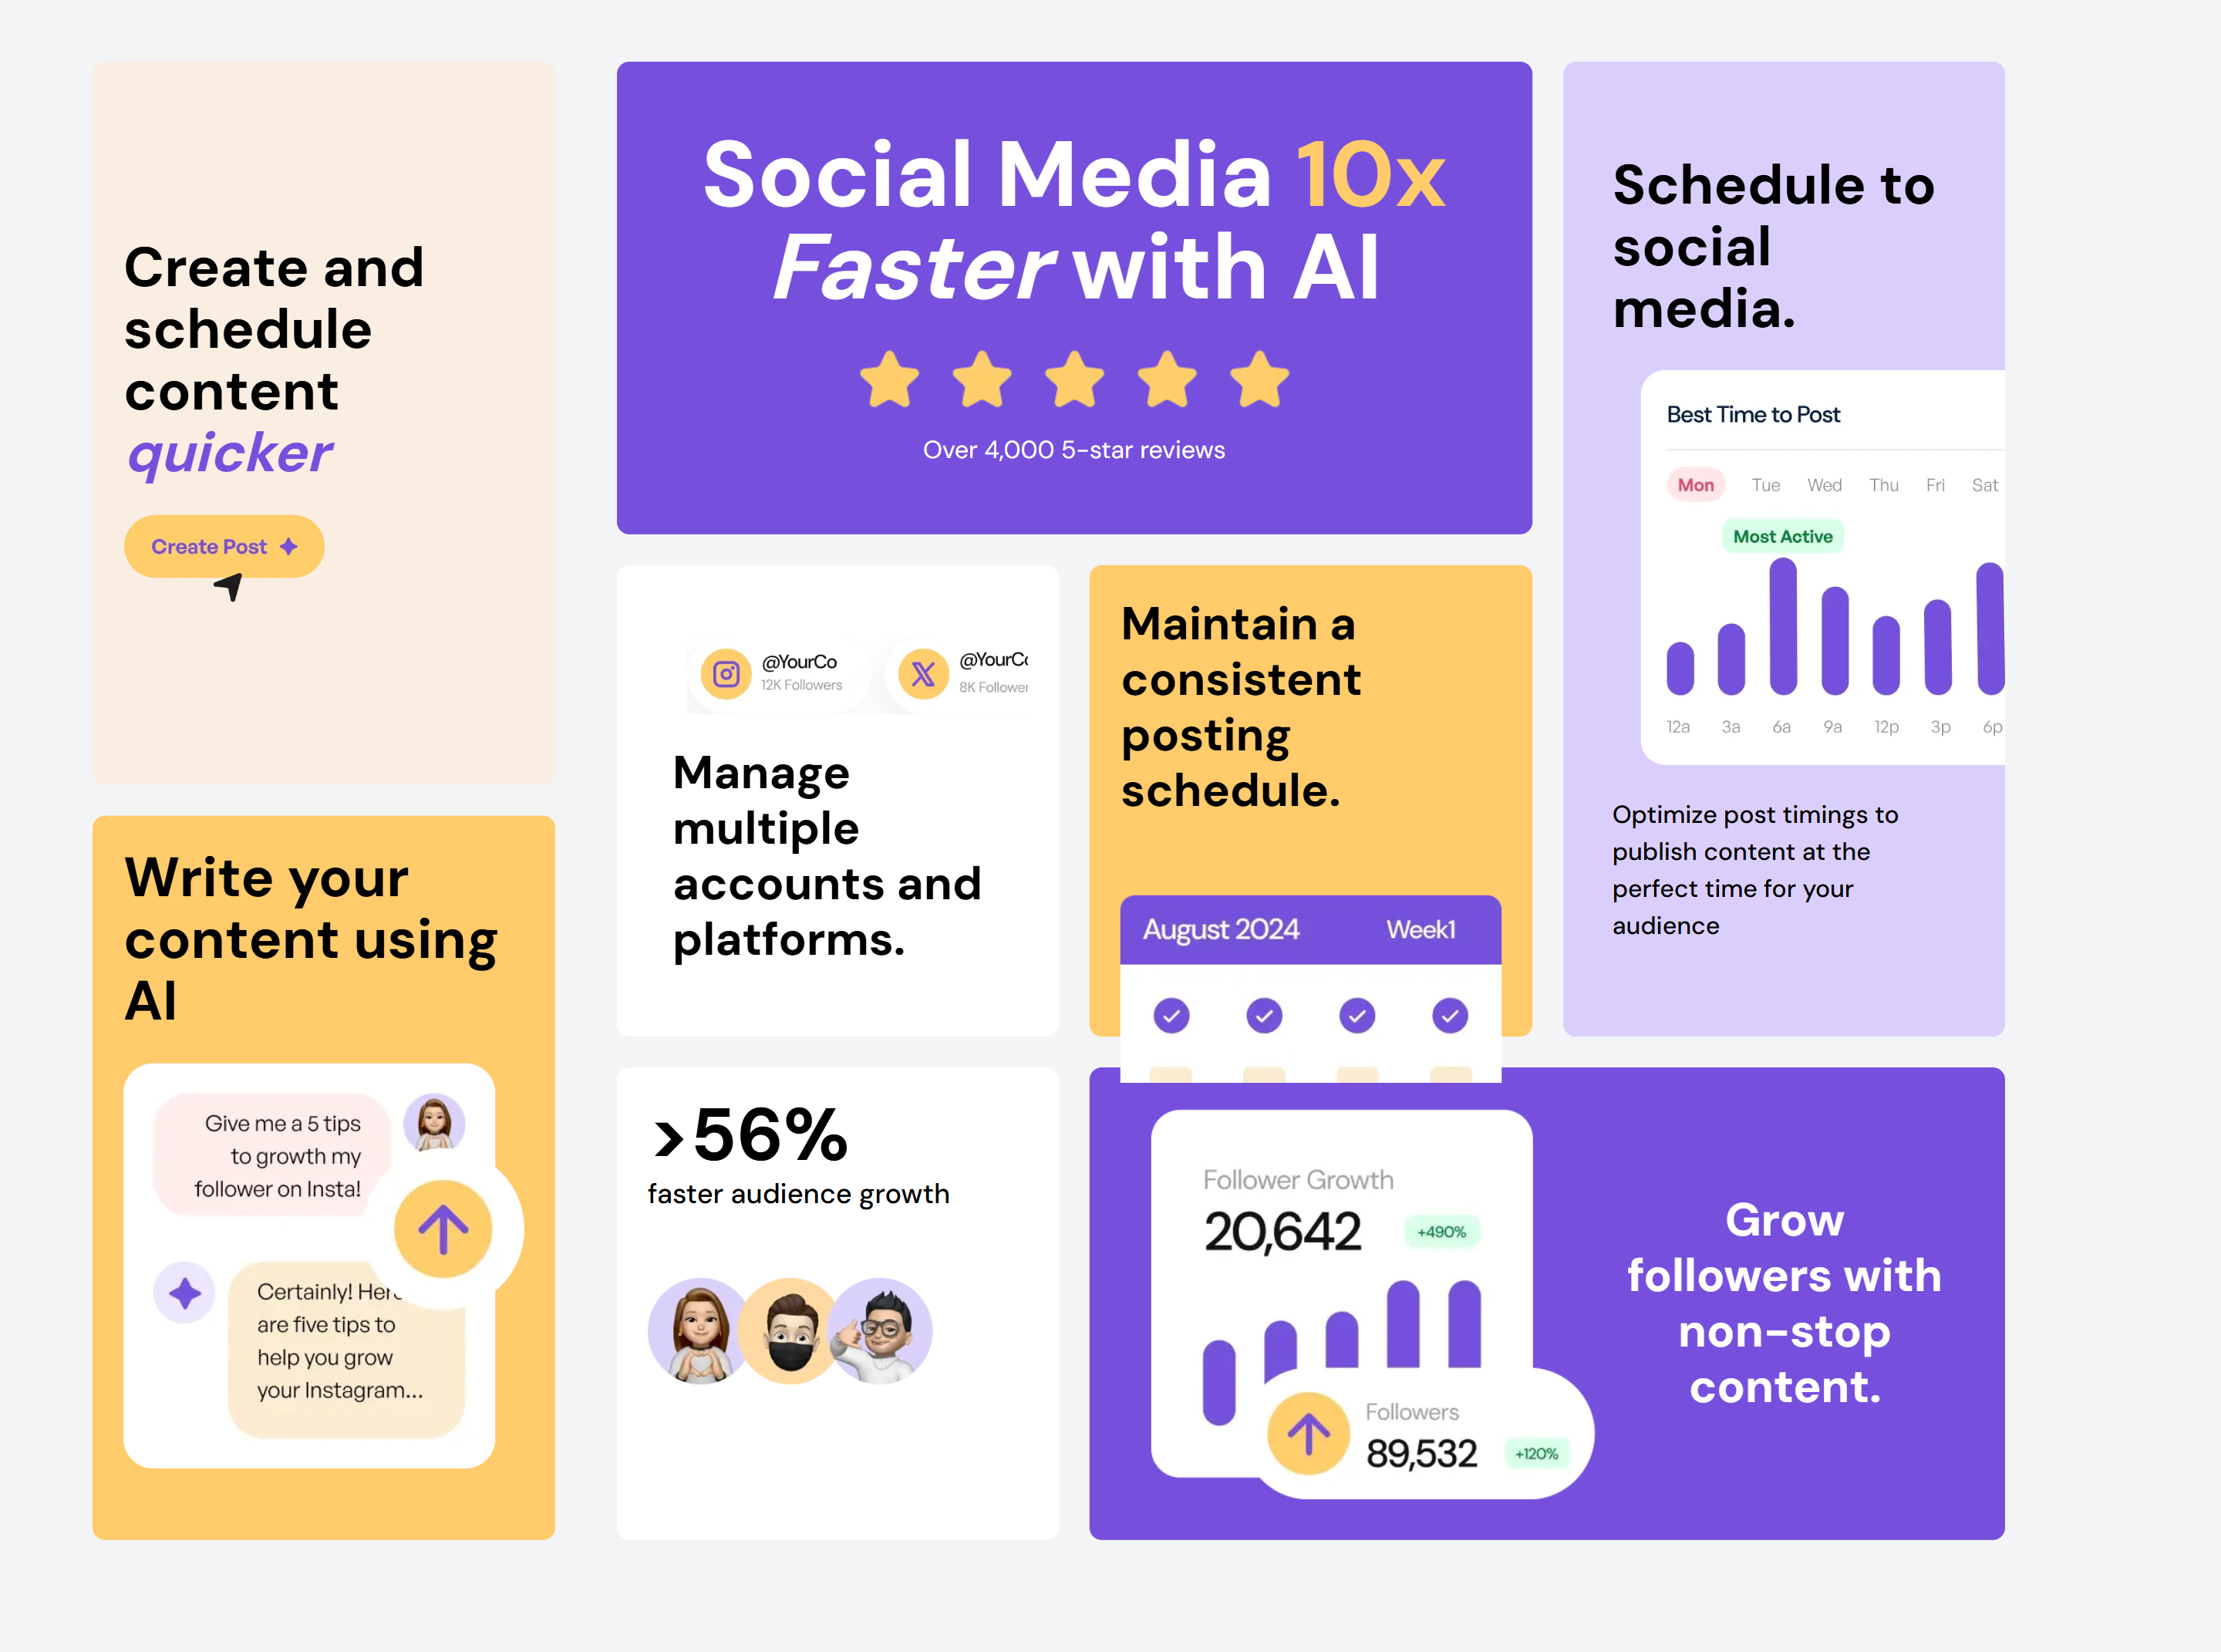 Create and
schedule
content
quicker
Create Post
Write your
content using
AI
Give me a 5 tips
to growth my
follower on Insta!
Certainly! Here
are five tips to
help you grow
your Instagram...
Social Media 10x
Faster with AI
Over 4,000 5-star reviews
@YourCo
12K Followers
@YourCo
8K Follower
Manage
multiple
accounts and
platforms.
Maintain a
consistent
posting
schedule.
August 2024 Week1
Schedule to
social
media.
Best Time to Post
Mon Tue Wed Thu Fri Sat
Most Active
12a 3a 6a 9a 12p 3p 6p
Optimize post timings to
publish content at the
perfect time for your
audience
>56%
faster audience growth
Follower Growth
20,642 +490%
Followers
89,532 +120%
Grow
followers with
non-stop
content.